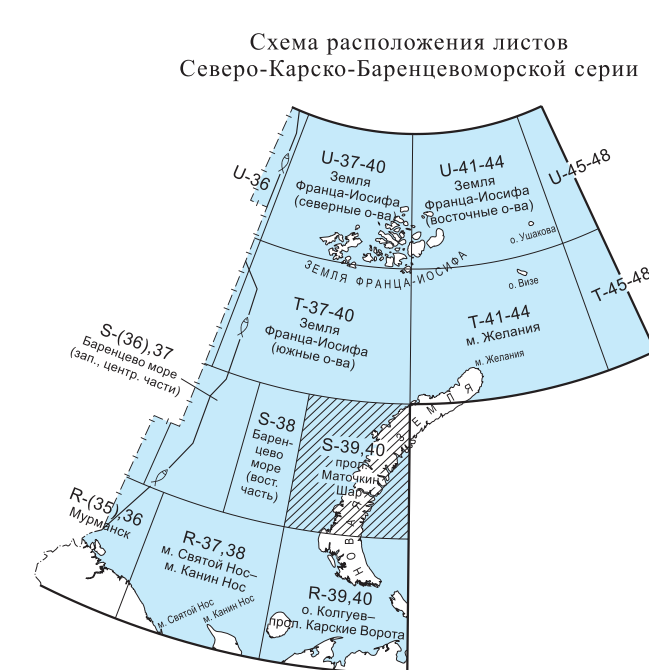 Схема расположения листов
Северо-Карско-Баренцевоморской серии
U-36
U-37-40
Земля
Франца-Иосифа
(северные о-ва)
U-41-44
Земля
Франца-Иосифа
(восточные о-ва)
U-45-48
о. Ушакова
ЗЕМЛЯ ФРАНЦА-ИОСИФА
о. Визе
T-37-40
Земля
Франца-Иосифа
(южные о-ва)
T-41-44
м. Желания
м. Желания
T-45-48
S-(36),37
Баренцево море
(зап., центр. части)
S-38
Барен-
цево
море
(вост.
часть)
S-39,40
прол.
Маточкин
Шар
НОВАЯ ЗЕМЛЯ
R-(35),36
Мурманск
R-37,38
м. Святой Нос–
м. Канин Нос
м. Святой Нос
м. Канин Нос
R-39,40
о. Колгуев–
прол. Карские Ворота